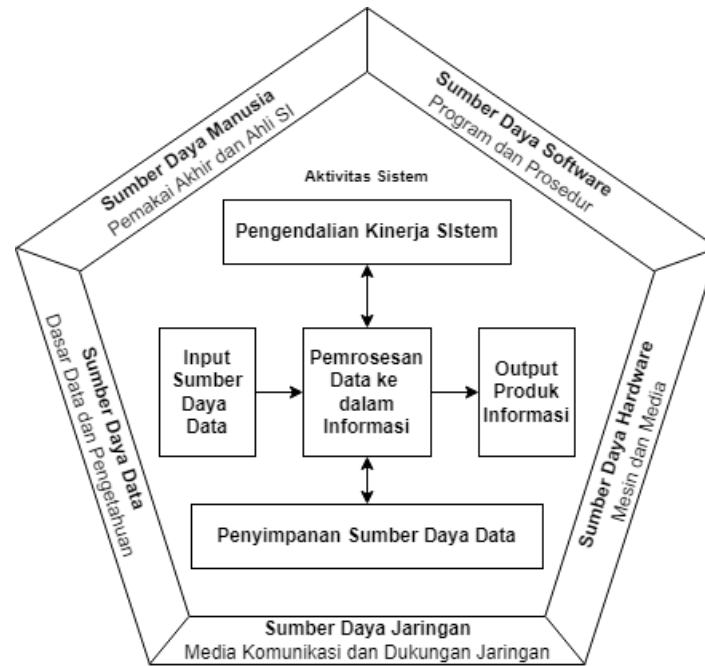 Sumber Daya Manusia
Pemakai Akhir dan Ahli SI
Sumber Daya Software
Program dan Prosedur
Aktivitas Sistem
Pengendalian Kinerja SIstem
Input
Sumber
Daya
Data
Pemrosesan
Data ke
dalam
Informasi
Output
Produk
Informasi
Penyimpanan Sumber Daya Data
Sumber Daya Data
Dasar Data dan Pengetahuan
Sumber Daya Hardware
Mesin dan Media
Sumber Daya Jaringan
Media Komunikasi dan Dukungan Jaringan